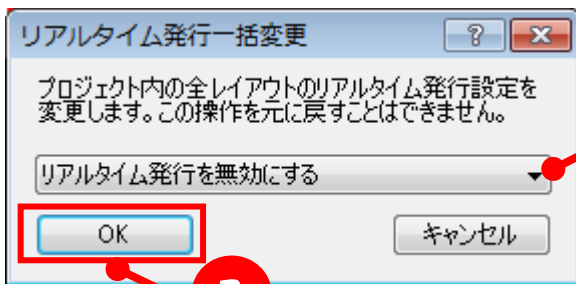 リアルタイム発行一括変更
プロジェクト内の全レイアウトのリアルタイム発行設定を
変更します。この操作を元に戻すことはできません。
リアルタイム発行を無効にする
OK
キャンセル